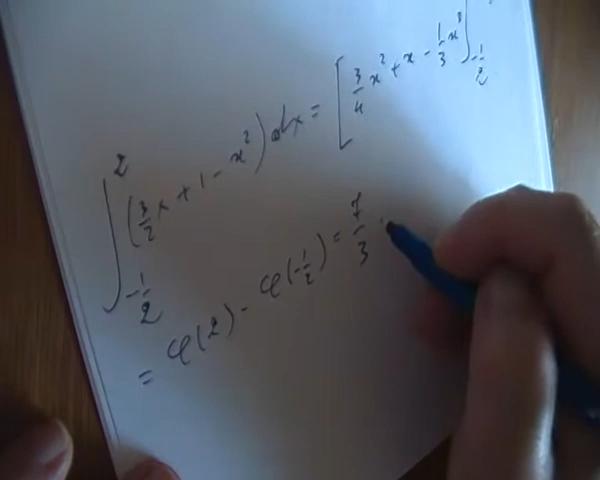 ∫_{-1/2}^{2} (3/2 x + 1 - x²) dx = [3/4 x² + x - 1/3 x³]_{-1/2}
= φ(2) - φ(-1/2) = 7/3